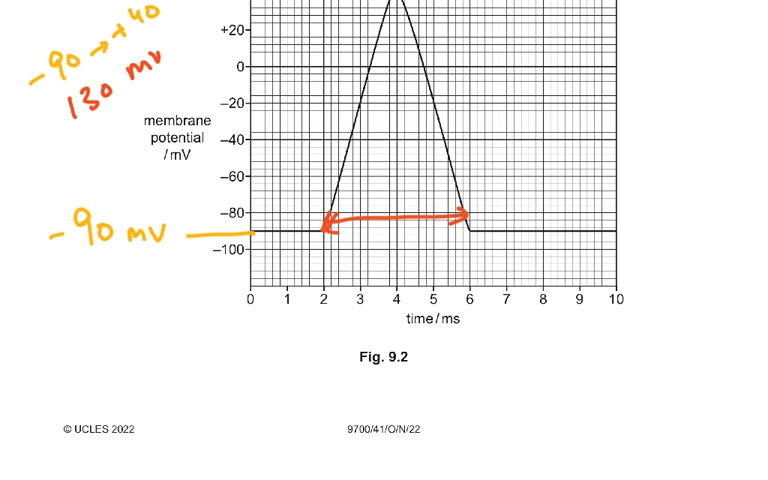 -90 → +40
130 mv
+20
0
membrane
potential
/mV
–20
–40
–60
–80
-90 mv
–100
0 1 2 3 4 5 6 7 8 9 10
time/ms
Fig. 9.2
© UCLES 2022 9700/41/O/N/22